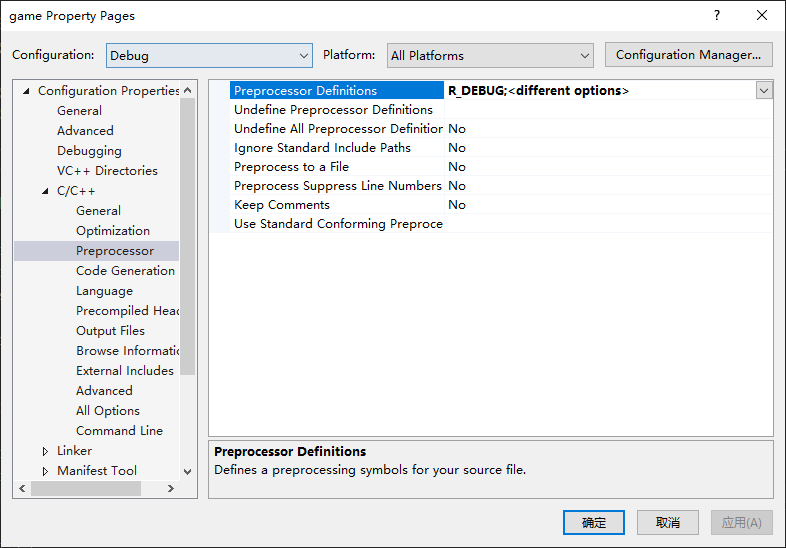 game Property Pages
Configuration: Debug Platform: All Platforms Configuration Manager...
Configuration Properties
General
Advanced
Debugging
VC++ Directories
C/C++
General
Optimization
Preprocessor
Code Generation
Language
Precompiled Head
Output Files
Browse Informatic
External Includes
Advanced
All Options
Command Line
Linker
Manifest Tool
Preprocessor Definitions R_DEBUG;<different options>
Undefine Preprocessor Definitions
Undefine All Preprocessor Definition No
Ignore Standard Include Paths No
Preprocess to a File No
Preprocess Suppress Line Numbers No
Keep Comments No
Use Standard Conforming Preproce
Preprocessor Definitions
Defines a preprocessing symbols for your source file.
确定 取消 应用(A)